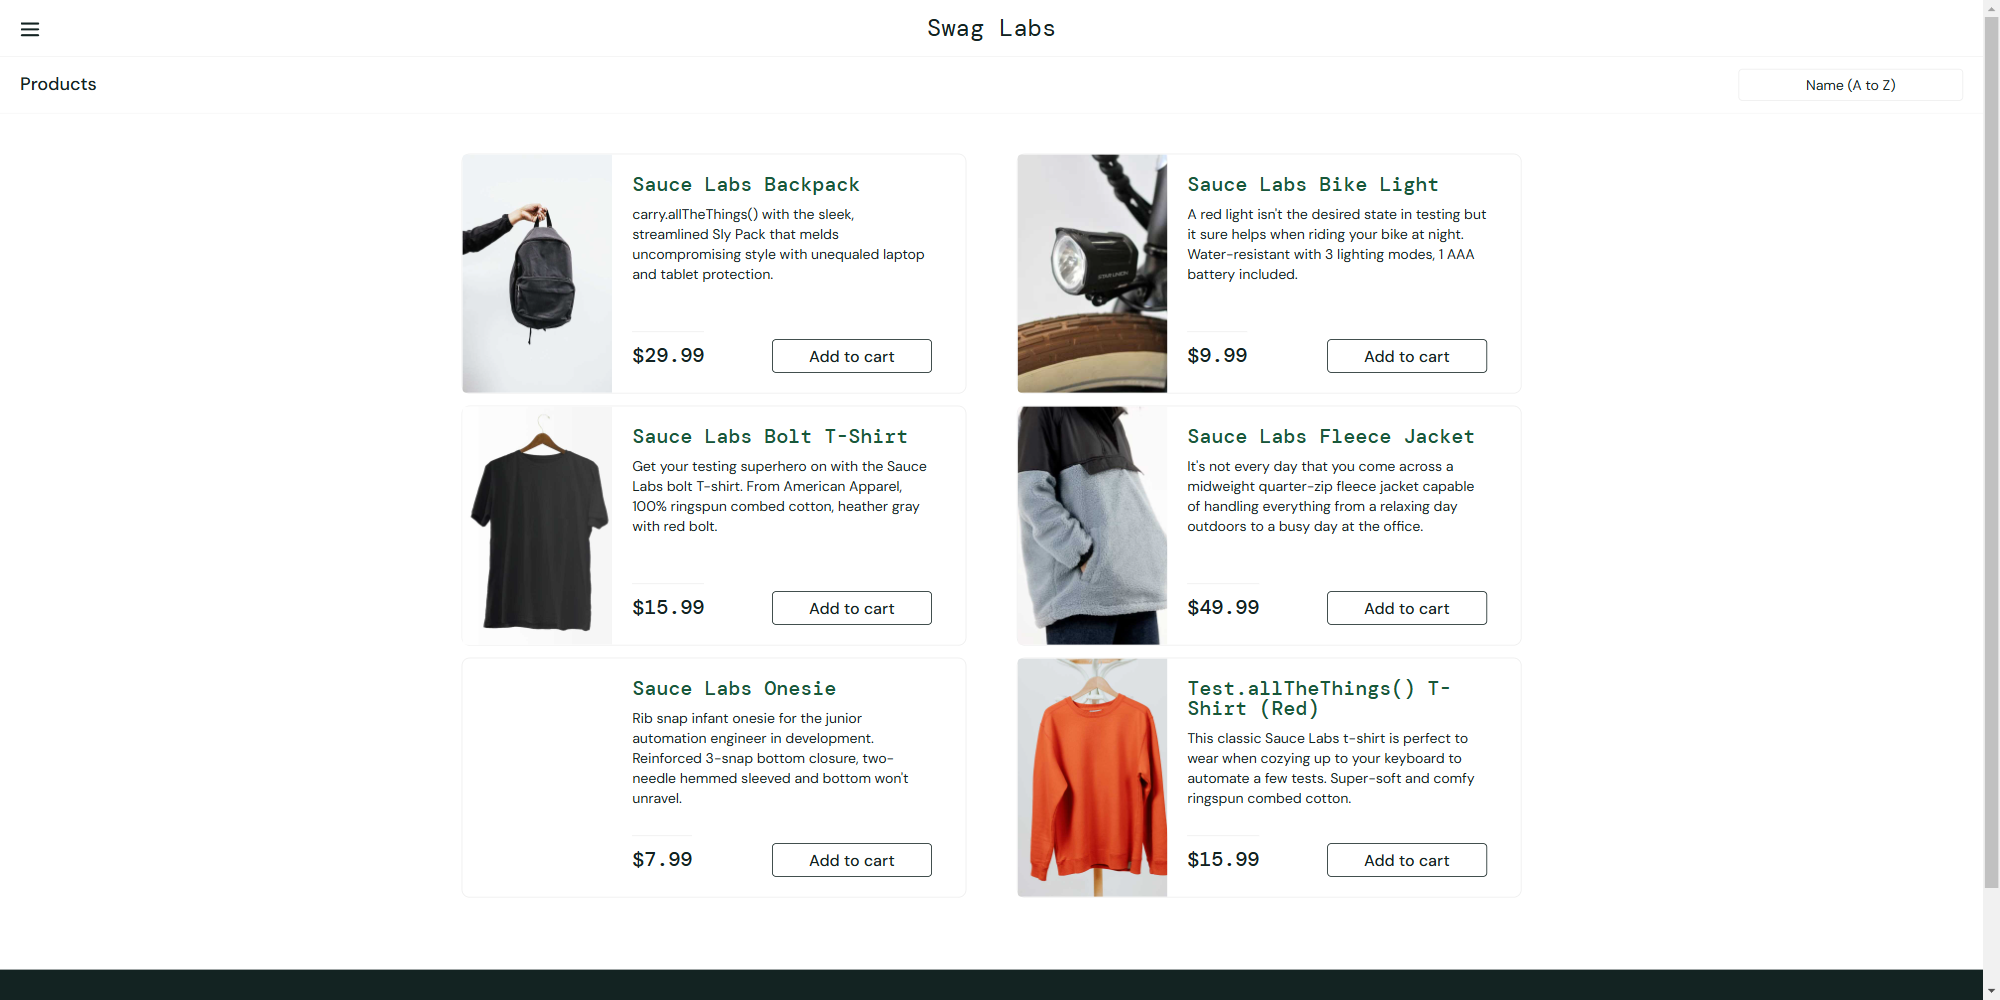 Swag Labs
Products
Name (A to Z)
Sauce Labs Backpack
carry.allTheThings() with the sleek,
streamlined Sly Pack that melds
uncompromising style with unequaled laptop
and tablet protection.
$29.99
Add to cart
Sauce Labs Bike Light
A red light isn't the desired state in testing but
it sure helps when riding your bike at night.
Water-resistant with 3 lighting modes, 1 AAA
battery included.
$9.99
Add to cart
Sauce Labs Bolt T-Shirt
Get your testing superhero on with the Sauce
Labs bolt T-shirt. From American Apparel,
100% ringspun combed cotton, heather gray
with red bolt.
$15.99
Add to cart
Sauce Labs Fleece Jacket
It's not every day that you come across a
midweight quarter-zip fleece jacket capable
of handling everything from a relaxing day
outdoors to a busy day at the office.
$49.99
Add to cart
Sauce Labs Onesie
Rib snap infant onesie for the junior
automation engineer in development.
Reinforced 3-snap bottom closure, two-
needle hemmed sleeved and bottom won't
unravel.
$7.99
Add to cart
Test.allTheThings() T-
Shirt (Red)
This classic Sauce Labs t-shirt is perfect to
wear when cozying up to your keyboard to
automate a few tests. Super-soft and comfy
ringspun combed cotton.
$15.99
Add to cart